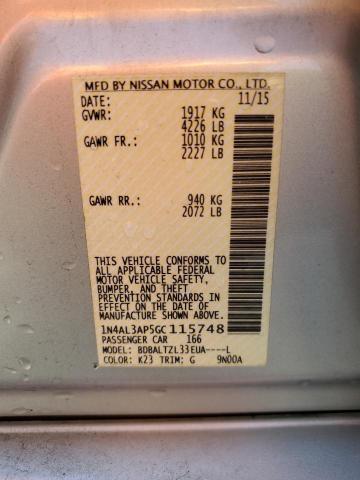 MFD BY NISSAN MOTOR CO., LTD.
DATE: 11/15
GVWR: 1917 KG
4226 LB
GAWR FR.: 1010 KG
2227 LB
GAWR RR.: 940 KG
2072 LB
THIS VEHICLE CONFORMS TO
ALL APPLICABLE FEDERAL
MOTOR VEHICLE SAFETY,
BUMPER, AND THEFT
PREVENTION STANDARDS IN
EFFECT ON THE DATE OF
MANUFACTURE SHOWN ABOVE.
1N4AL3AP5GC115748
PASSENGER CAR 166
MODEL: BDBALTZL33EUA----L
COLOR: K23 TRIM: G 9N00A